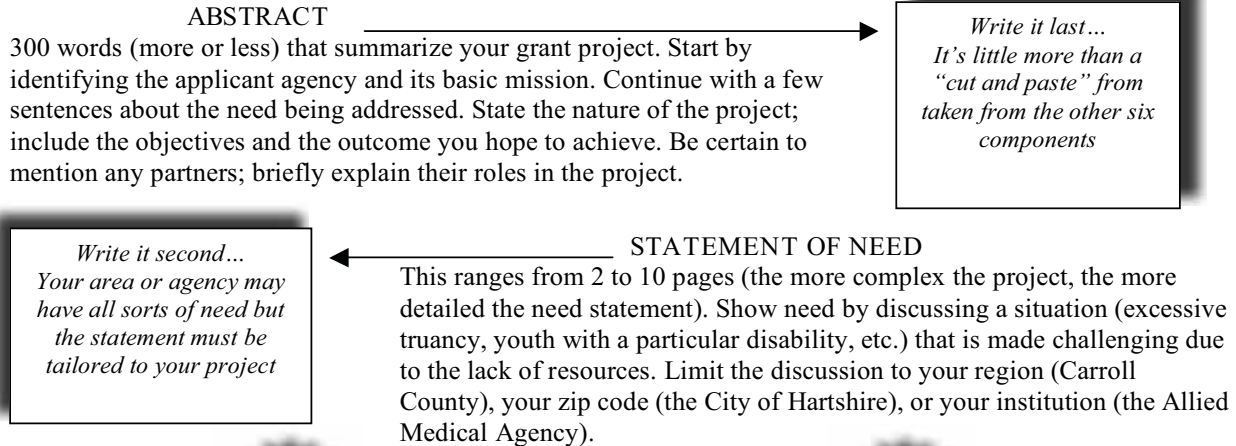 ABSTRACT
300 words (more or less) that summarize your grant project. Start by
identifying the applicant agency and its basic mission. Continue with a few
sentences about the need being addressed. State the nature of the project;
include the objectives and the outcome you hope to achieve. Be certain to
mention any partners; briefly explain their roles in the project.
Write it last…
It’s little more than a
“cut and paste” from
taken from the other six
components
Write it second…
Your area or agency may
have all sorts of need but
the statement must be
tailored to your project
STATEMENT OF NEED
This ranges from 2 to 10 pages (the more complex the project, the more
detailed the need statement). Show need by discussing a situation (excessive
truancy, youth with a particular disability, etc.) that is made challenging due
to the lack of resources. Limit the discussion to your region (Carroll
County), your zip code (the City of Hartshire), or your institution (the Allied
Medical Agency).